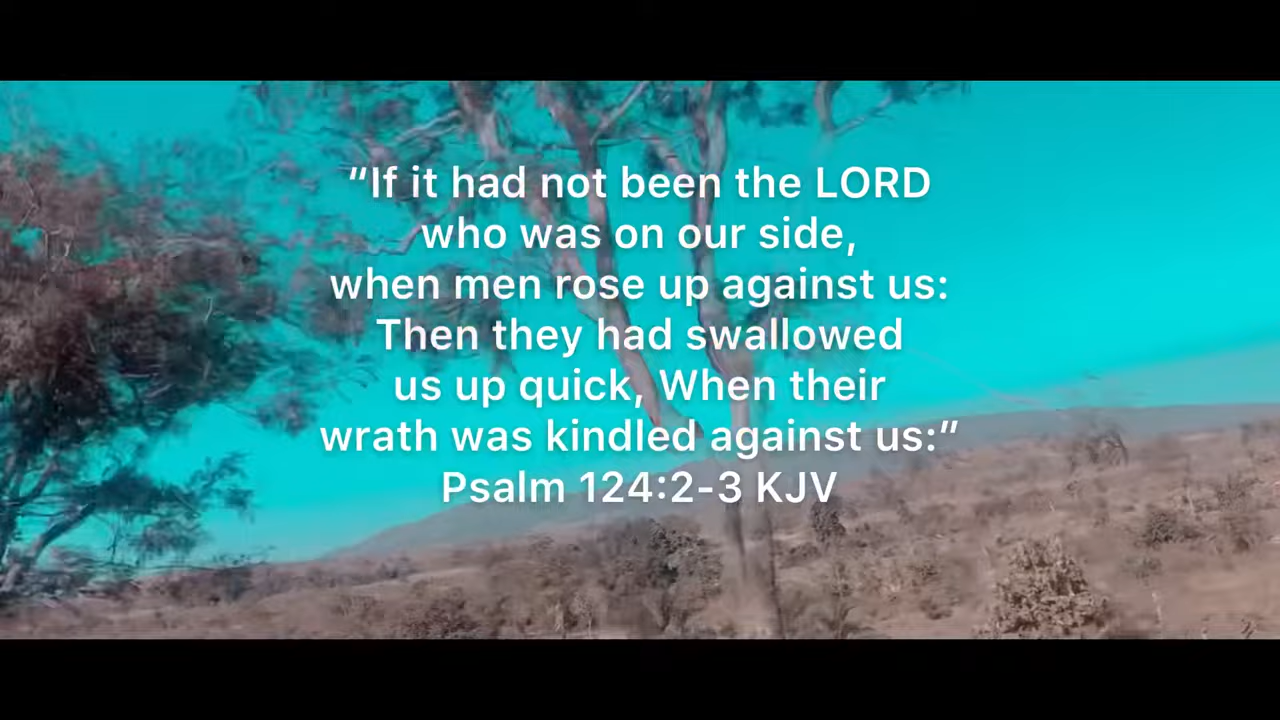 “If it had not been the LORD
who was on our side,
when men rose up against us:
Then they had swallowed
us up quick, When their
wrath was kindled against us:”
Psalm 124:2-3 KJV